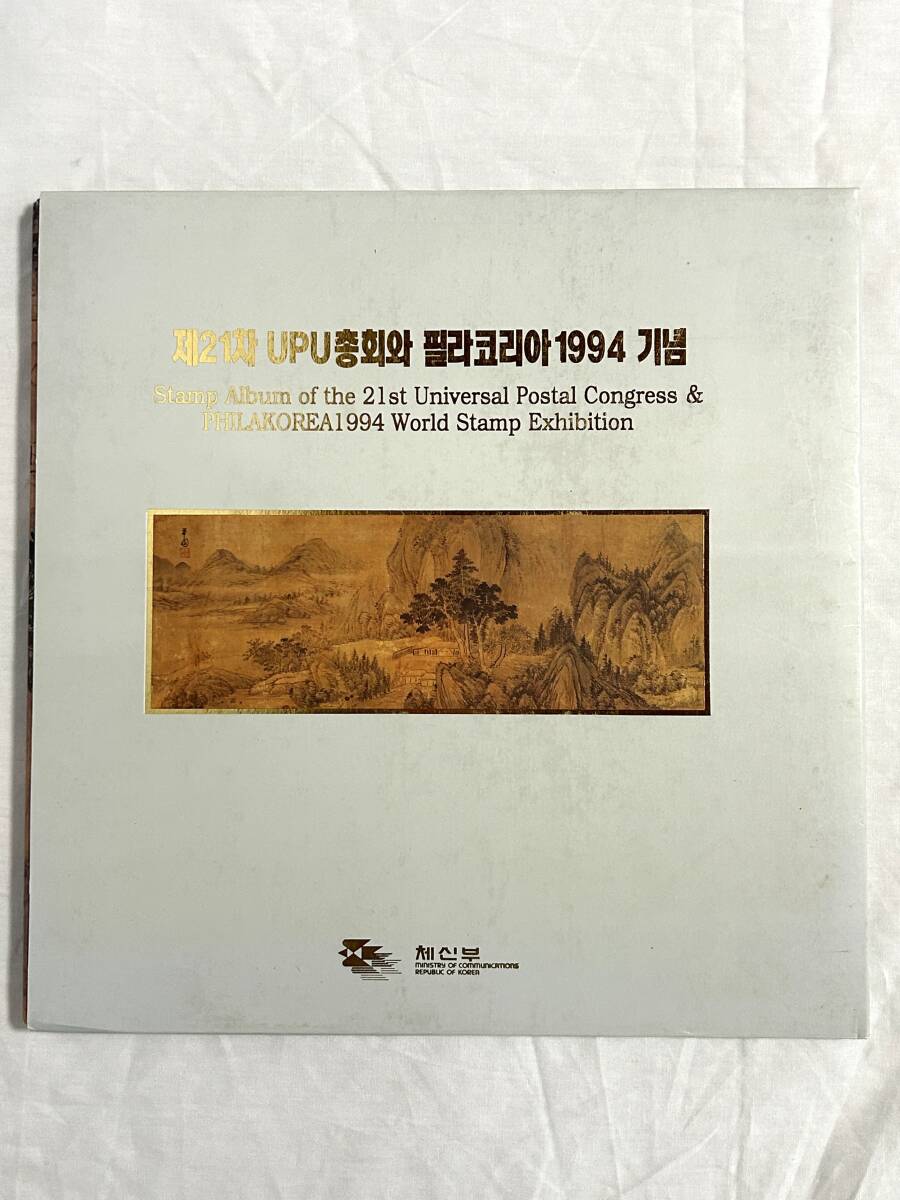 제21차 UPU총회와 필라코리아1994 기념
Stamp Album of the 21st Universal Postal Congress &
PHILAKOREA1994 World Stamp Exhibition
체신부
MINISTRY OF COMMUNICATIONS
REPUBLIC OF KOREA